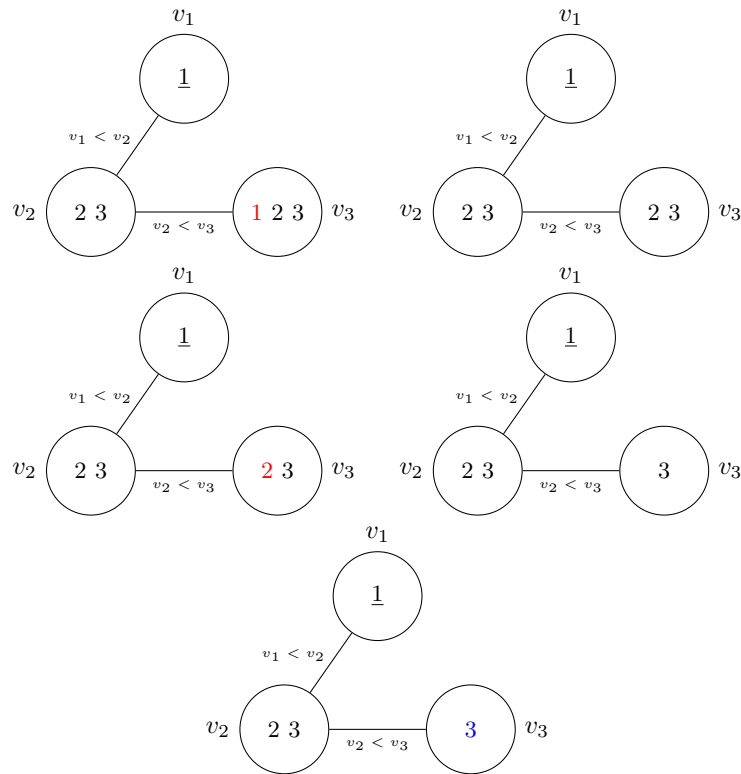 v₁ v₁
1 1
v₁ < v₂ v₁ < v₂
v₂ 2 3 1 2 3 v₃ v₂ 2 3 2 3 v₃
v₂ < v₃ v₂ < v₃
v₁ v₁
1 1
v₁ < v₂ v₁ < v₂
v₂ 2 3 2 3 v₃ v₂ 2 3 3 v₃
v₂ < v₃ v₂ < v₃
v₁
1
v₁ < v₂
v₂ 2 3 3 v₃
v₂ < v₃